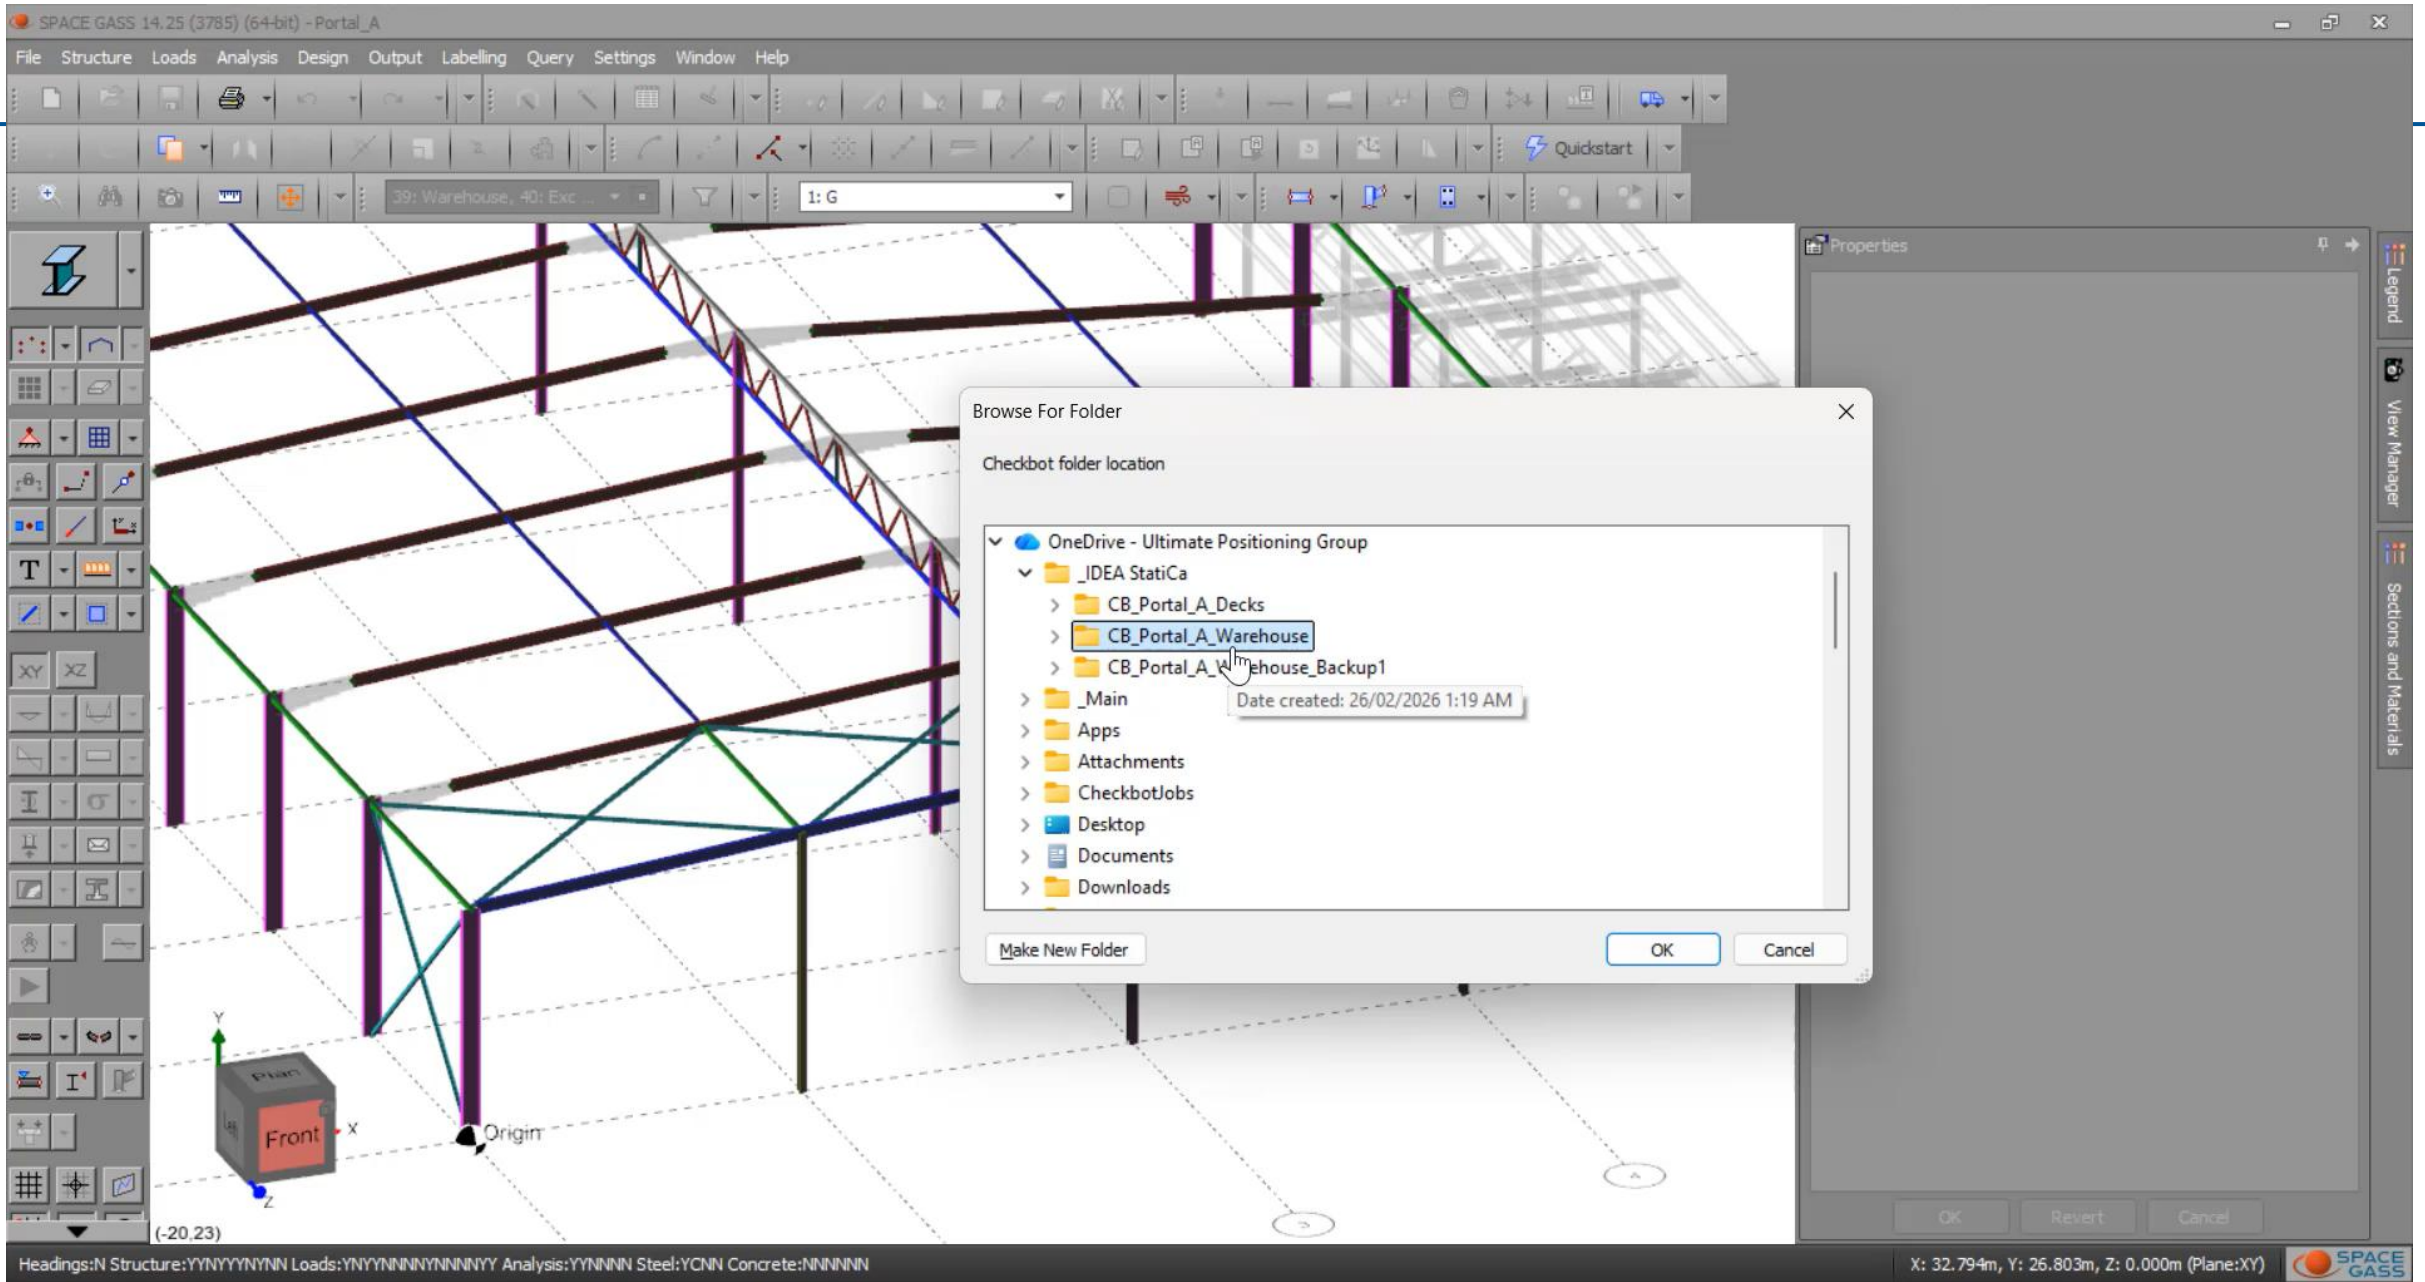 SPACE GASS 14.25 (3785) (64-bit) - Portal_A
File Structure Loads Analysis Design Output Labelling Query Settings Window Help
Quickstart
39: Warehouse, 40: Exc ...
1: G
Properties
Legend
View Manager
Sections and Materials
Browse For Folder
Checkbot folder location
OneDrive - Ultimate Positioning Group
_IDEA StatiCa
CB_Portal_A_Decks
CB_Portal_A_Warehouse
CB_Portal_A_W ehouse_Backup1
Date created: 26/02/2026 1:19 AM
_Main
Apps
Attachments
CheckbotJobs
Desktop
Documents
Downloads
Make New Folder
OK
Cancel
T
XY
XZ
Y
Plan
Left
Front
X
Z
Origin
(-20,23)
OK
Revert
Cancel
Headings:N Structure:YYNYYYNYNN Loads:YNYYNNNNYNNNNYY Analysis:YYNNNN Steel:YCNN Concrete:NNNNNN
X: 32.794m, Y: 26.803m, Z: 0.000m (Plane:XY)
SPACE
GASS